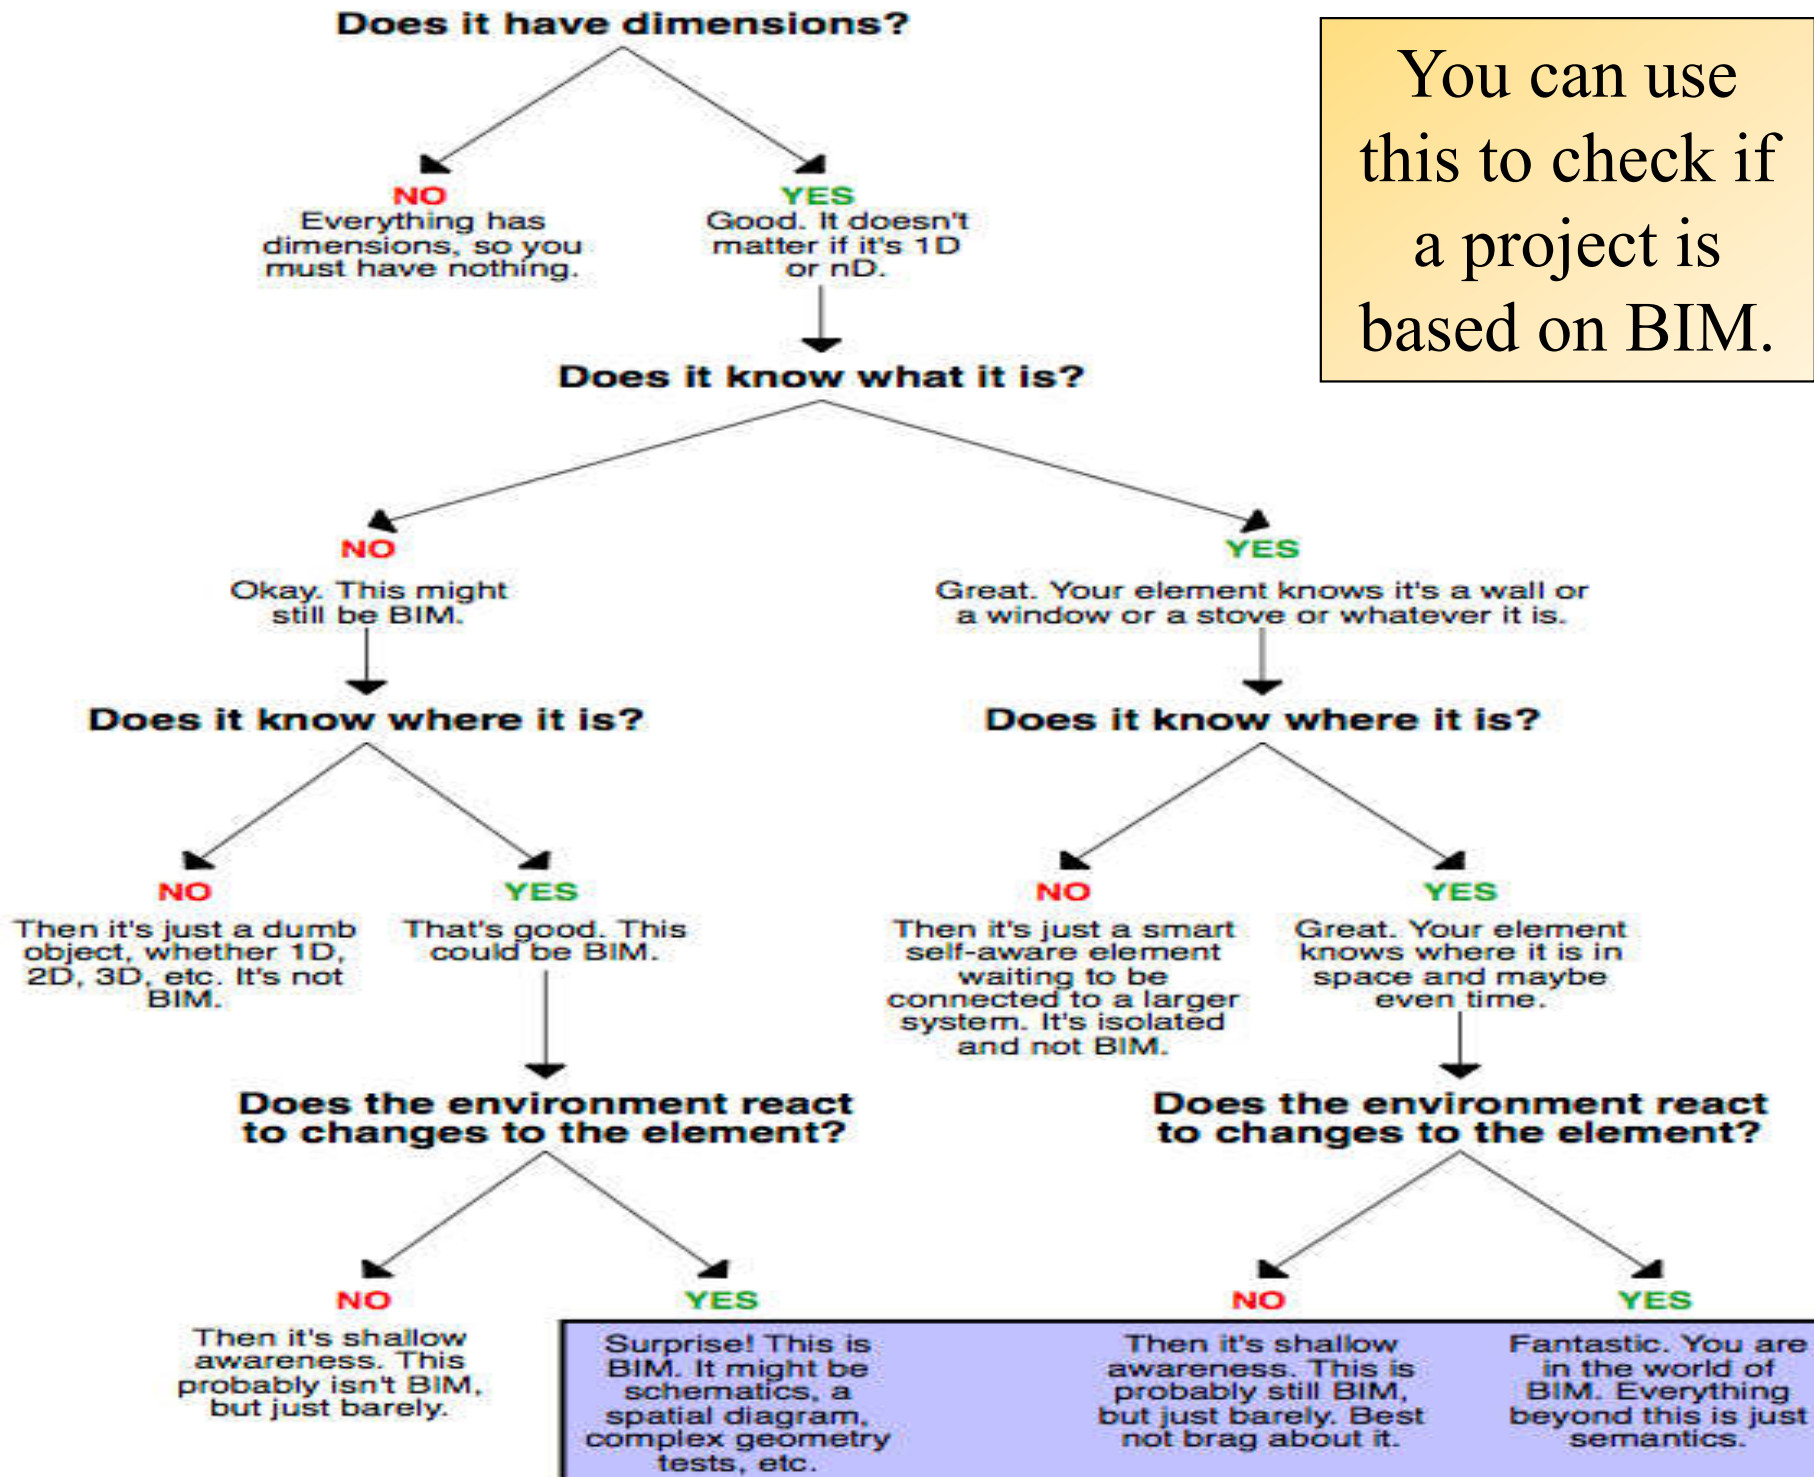 Does it have dimensions?
You can use
this to check if
a project is
based on BIM.
NO
Everything has
dimensions, so you
must have nothing.
YES
Good. It doesn't
matter if it's 1D
or nD.
Does it know what it is?
NO
Okay. This might
still be BIM.
YES
Great. Your element knows it's a wall or
a window or a stove or whatever it is.
Does it know where it is?
NO
Then it's just a dumb
object, whether 1D,
2D, 3D, etc. It's not
BIM.
YES
That's good. This
could be BIM.
Does it know where it is?
NO
Then it's just a smart
self-aware element
waiting to be
connected to a larger
system. It's isolated
and not BIM.
YES
Great. Your element
knows where it is in
space and maybe
even time.
Does the environment react
to changes to the element?
NO
Then it's shallow
awareness. This
probably isn't BIM,
but just barely.
YES
Surprise! This is
BIM. It might be
schematics, a
spatial diagram,
complex geometry
tests, etc.
Does the environment react
to changes to the element?
NO
Then it's shallow
awareness. This is
probably still BIM,
but just barely. Best
not brag about it.
YES
Fantastic. You are
in the world of
BIM. Everything
beyond this is just
semantics.